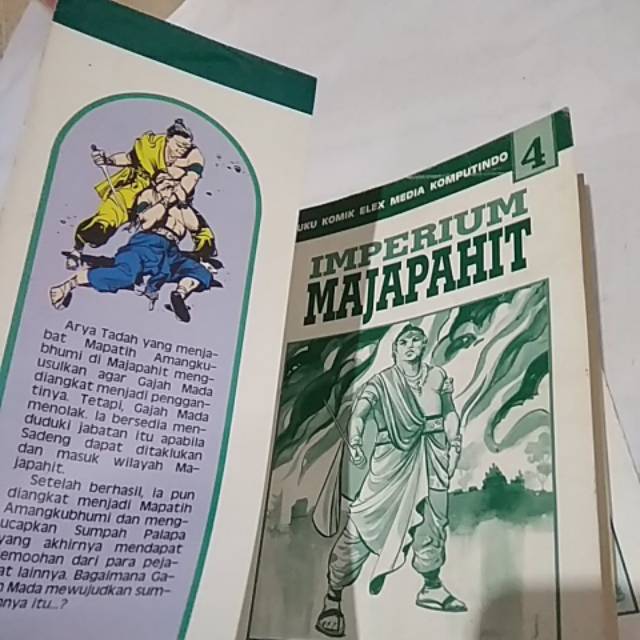 Arya Tadah yang menja-
bat Mapatih Amangku-
bhumi di Majapahit meng-
usulkan agar Gajah Mada
diangkat menjadi penggan-
tinya. Tetapi, Gajah Mada
menolak. Ia bersedia men-
duduki jabatan itu apabila
Sadeng dapat ditaklukan
dan masuk wilayah Ma-
japahit.
Setelah berhasil, ia pun
diangkat menjadi Mapatih
Amangkubhumi dan meng-
ucapkan Sumpah Palapa
yang akhirnya mendapat
emoohan dari para peja-
at lainnya. Bagaimana Ga-
h Mada mewujudkan sum-
nya itu...?
UKU KOMIK ELEX MEDIA KOMPUTINDO
4
IMPERIUM
MAJAPAHIT